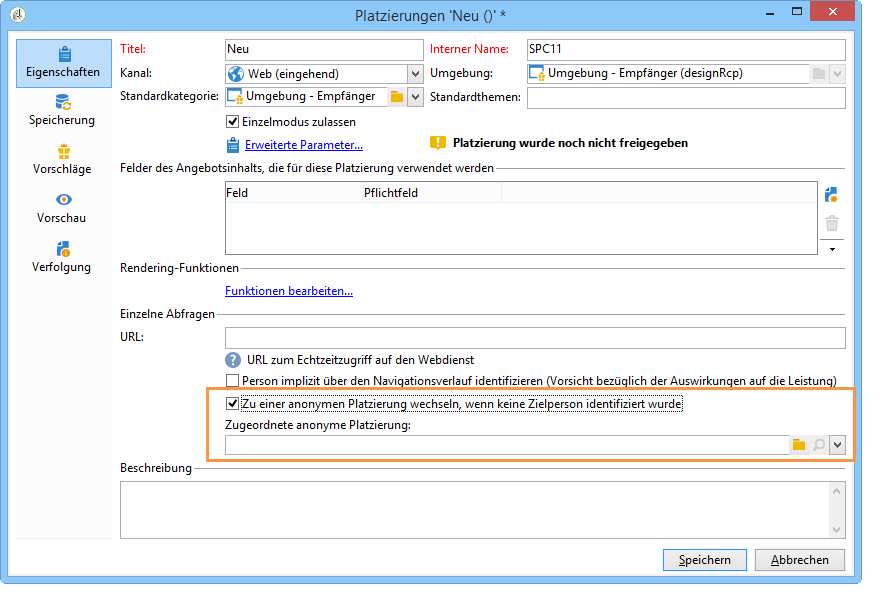 Platzierungen 'Neu ()' *
Eigenschaften
Speicherung
Vorschläge
Vorschau
Verfolgung
Titel: Neu Interner Name: SPC11
Kanal: Web (eingehend) Umgebung: Umgebung - Empfänger (designRcp)
Standardkategorie: Umgebung - Empfänger Standardthemen:
Einzelmodus zulassen
Erweiterte Parameter... Platzierung wurde noch nicht freigegeben
Felder des Angebotsinhalts, die für diese Platzierung verwendet werden
Feld Pflichtfeld
Rendering-Funktionen
Funktionen bearbeiten...
Einzelne Abfragen
URL:
URL zum Echtzeitzugriff auf den Webdienst
Person implizit über den Navigationsverlauf identifizieren (Vorsicht bezüglich der Auswirkungen auf die Leistung)
Zu einer anonymen Platzierung wechseln, wenn keine Zielperson identifiziert wurde
Zugeordnete anonyme Platzierung:
Beschreibung
Speichern Abbrechen